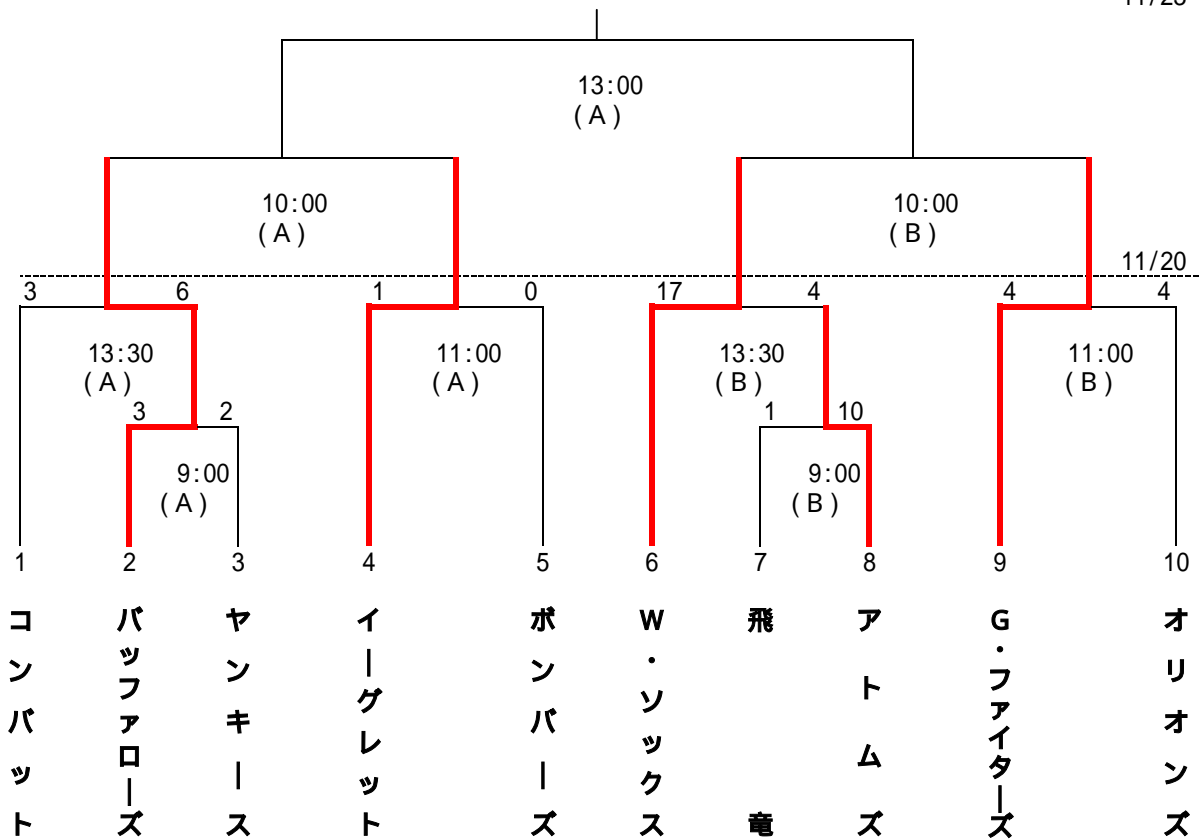 13:00
(A)
10:00
(A)
10:00
(B)
11/20
3 6 1 0 17 4 4 4
13:30
(A)
11:00
(A)
13:30
(B)
11:00
(B)
3 2 1 10
9:00
(A)
9:00
(B)
1 2 3 4 5 6 7 8 9 10
コンバット
バッファローズ
ヤンキース
イーグレット
ボンバーズ
W・ソックス
飛竜
アトムズ
G・ファイターズ
オリオンズ